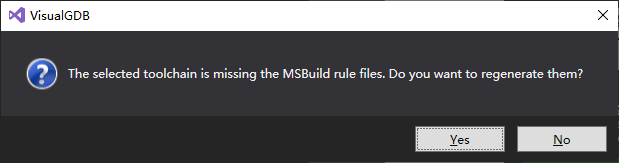 VisualGDB
The selected toolchain is missing the MSBuild rule files. Do you want to regenerate them?
Yes
No